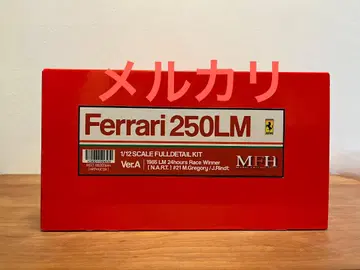 メルカリ
Ferrari 250LM
1/12 SCALE FULLDETAIL KIT
Ver.A
1965 LM 24hours Race Winner
[ N.A.R.T. ] #21 M.Gregory / J.Rindt
MFH